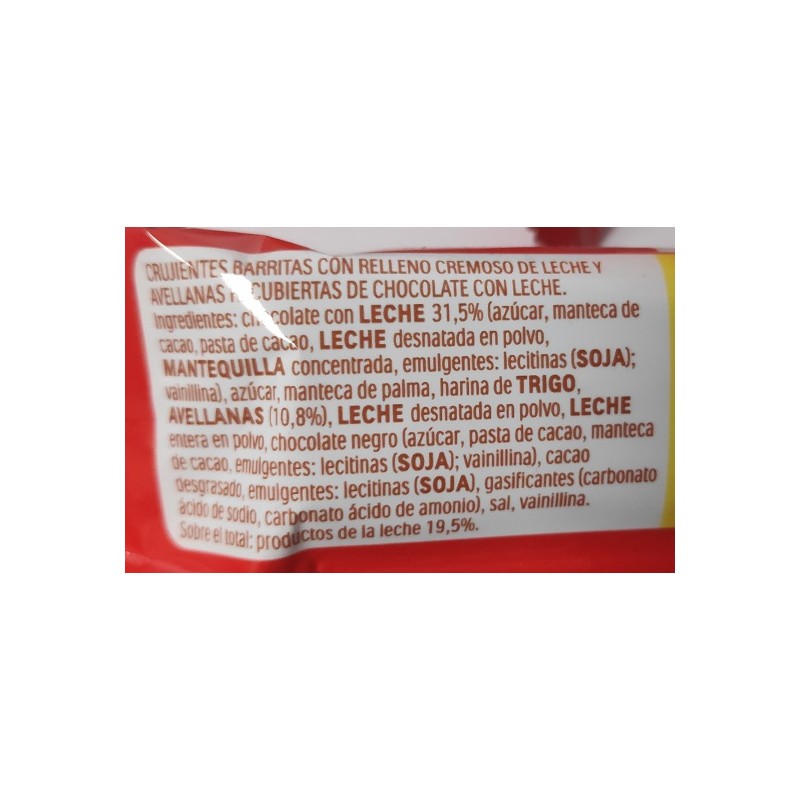 CRUJIENTES BARRITAS CON RELLENO CREMOSO DE LECHE Y
AVELLANAS CUBIERTAS DE CHOCOLATE CON LECHE.
Ingredientes: chocolate con LECHE 31,5% (azúcar, manteca de
cacao, pasta de cacao, LECHE desnatada en polvo,
MANTEQUILLA concentrada, emulgentes: lecitinas (SOJA);
vainillina), azúcar, manteca de palma, harina de TRIGO,
AVELLANAS (10,8%), LECHE desnatada en polvo, LECHE
entera en polvo, chocolate negro (azúcar, pasta de cacao, manteca
de cacao, emulgentes: lecitinas (SOJA); vainillina), cacao
desgrasado, emulgentes: lecitinas (SOJA), gasificantes (carbonato
ácido de sodio, carbonato ácido de amonio), sal, vainillina.
Sobre el total: productos de la leche 19,5%.